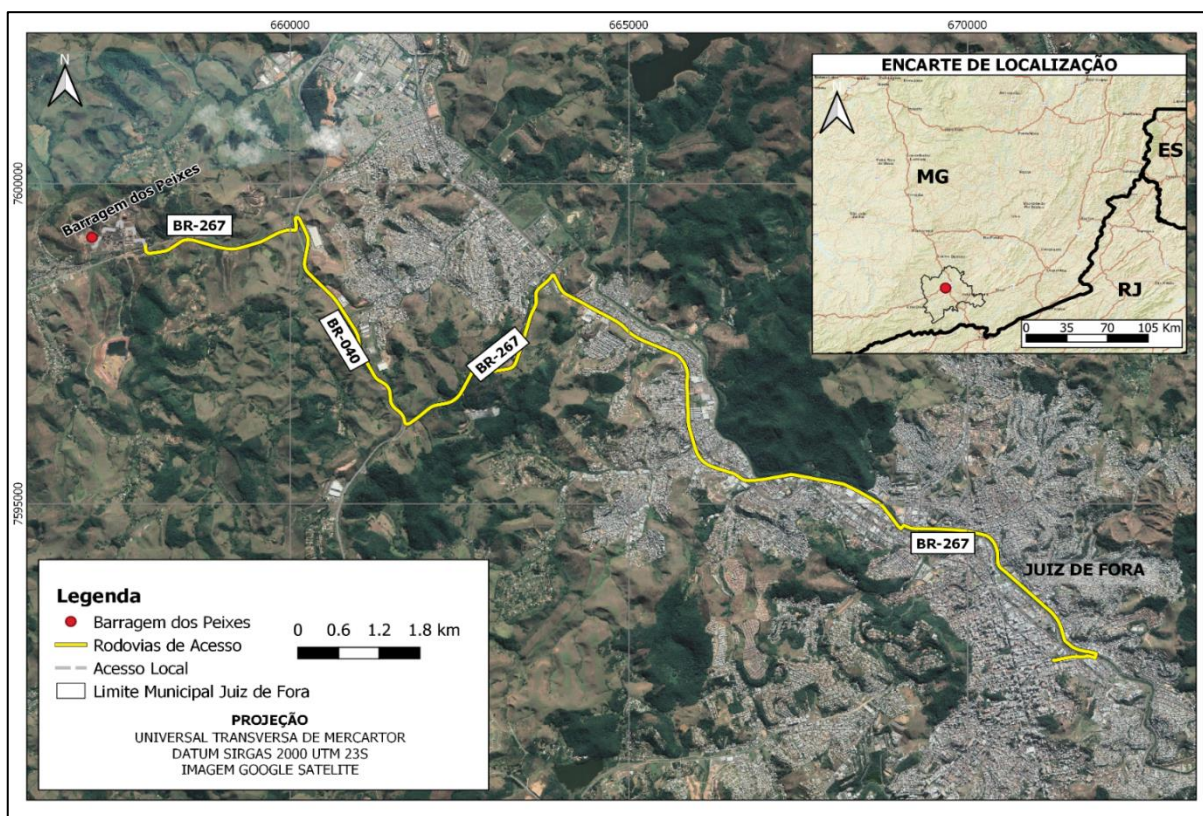 660000
665000
670000
7600000
7595000
N
Barragem dos Peixes
BR-267
BR-040
BR-267
BR-267
JUIZ DE FORA
ENCARTE DE LOCALIZAÇÃO
N
MG
ES
RJ
0 35 70 105 Km
Legenda
Barragem dos Peixes
Rodovias de Acesso
Acesso Local
Limite Municipal Juiz de Fora
0 0.6 1.2 1.8 km
PROJEÇÃO
UNIVERSAL TRANSVERSA DE MERCARTOR
DATUM SIRGAS 2000 UTM 23S
IMAGEM GOOGLE SATELITE